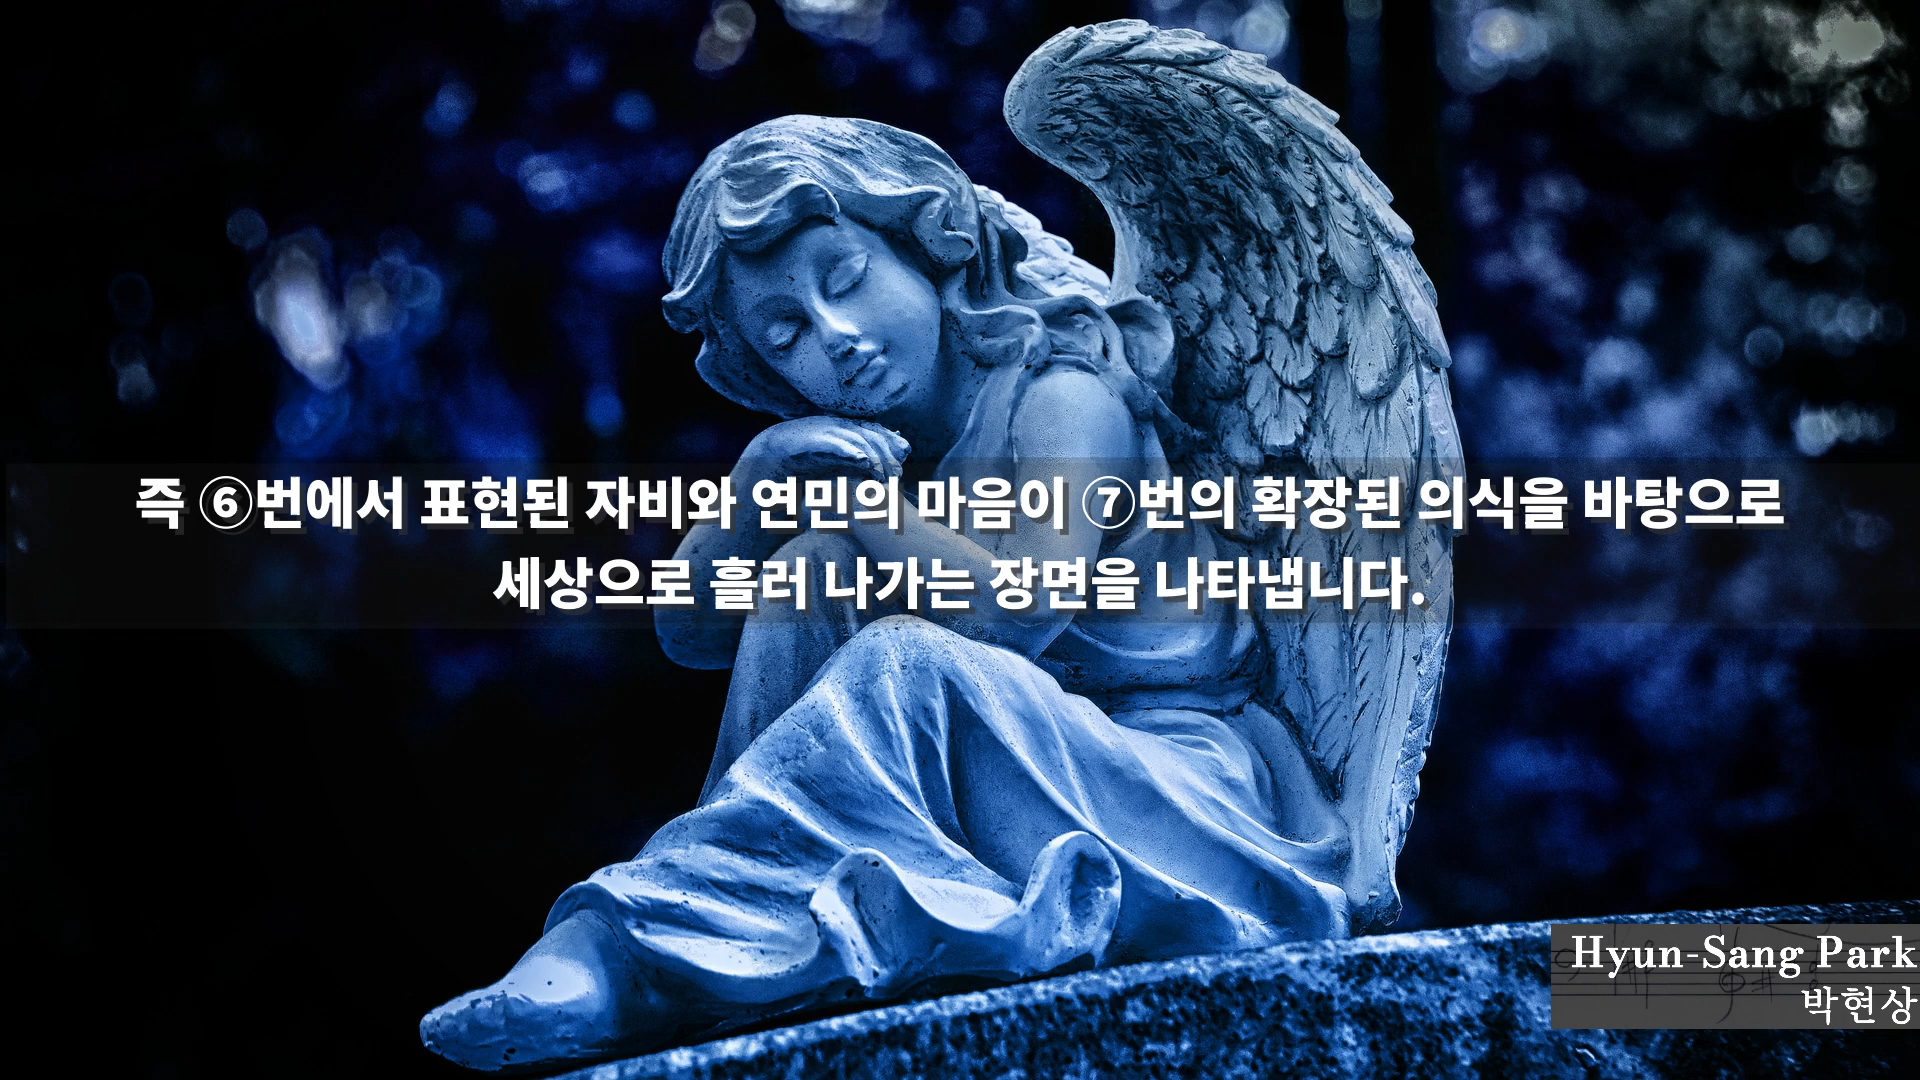 즉 ⑥번에서 표현된 자비와 연민의 마음이 ⑦번의 확장된 의식을 바탕으로
세상으로 흘러 나가는 장면을 나타냅니다.
Hyun-Sang Park
박현상